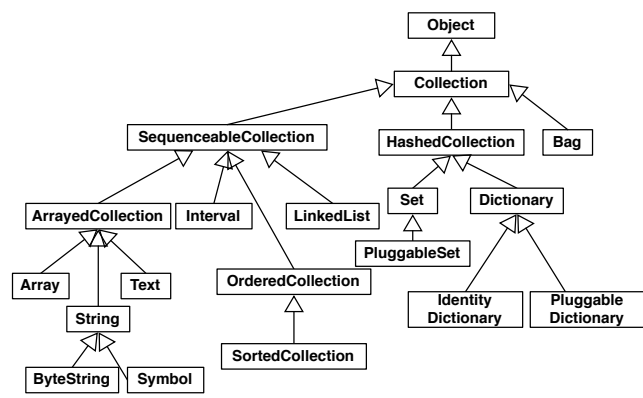 Object
Collection
SequenceableCollection
HashedCollection
Bag
ArrayedCollection
Interval
LinkedList
Set
Dictionary
PluggableSet
Array
Text
OrderedCollection
String
Identity
Dictionary
Pluggable
Dictionary
SortedCollection
ByteString
Symbol